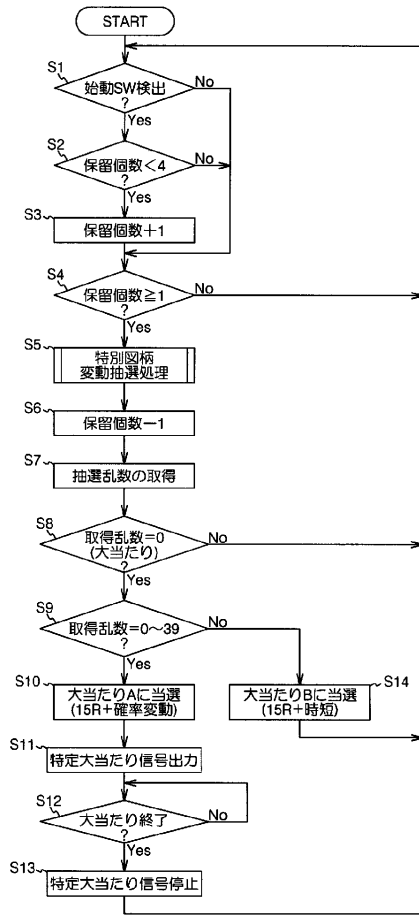 START
S1
始動SW検出
?
No
Yes
S2
保留個数<4
?
No
Yes
S3
保留個数+1
S4
保留個数≧1
?
No
Yes
S5
特別図柄
変動抽選処理
S6
保留個数-1
S7
抽選乱数の取得
S8
取得乱数=0
(大当たり)
?
No
Yes
S9
取得乱数=0~39
?
No
Yes
S10
大当たりAに当選
(15R+確率変動)
S14
大当たりBに当選
(15R+時短)
S11
特定大当たり信号出力
S12
大当たり終了
?
No
Yes
S13
特定大当たり信号停止